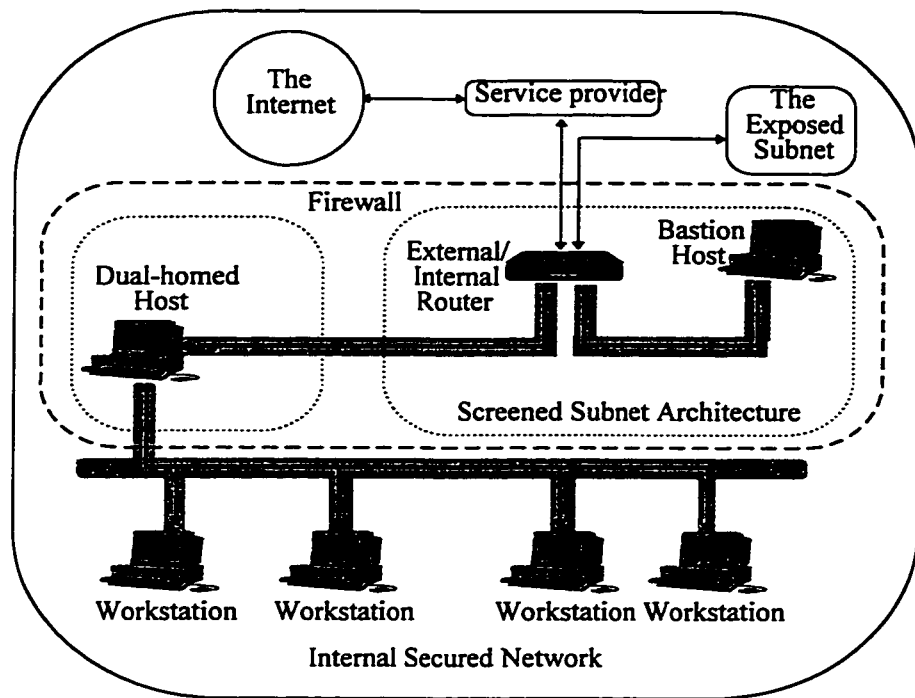 The
Internet
Service provider
The
Exposed
Subnet
Firewall
External/
Internal
Router
Bastion
Host
Dual-homed
Host
Screened Subnet Architecture
Workstation
Workstation
Workstation
Workstation
Internal Secured Network